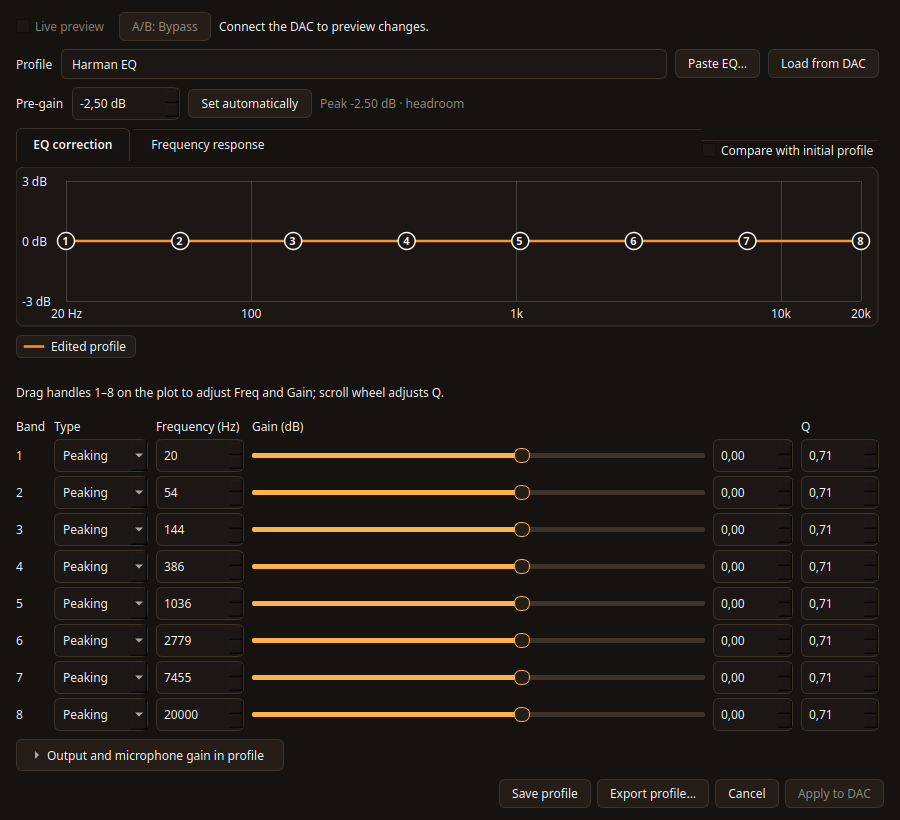 Live preview A/B: Bypass Connect the DAC to preview changes.
Profile Harman EQ Paste EQ... Load from DAC
Pre-gain -2,50 dB Set automatically Peak -2.50 dB · headroom
EQ correction Frequency response Compare with initial profile
3 dB
0 dB 1 2 3 4 5 6 7 8
-3 dB
20 Hz 100 1k 10k 20k
Edited profile
Drag handles 1–8 on the plot to adjust Freq and Gain; scroll wheel adjusts Q.
Band Type Frequency (Hz) Gain (dB) Q
1 Peaking 20 0,00 0,71
2 Peaking 54 0,00 0,71
3 Peaking 144 0,00 0,71
4 Peaking 386 0,00 0,71
5 Peaking 1036 0,00 0,71
6 Peaking 2779 0,00 0,71
7 Peaking 7455 0,00 0,71
8 Peaking 20000 0,00 0,71
Output and microphone gain in profile
Save profile Export profile... Cancel Apply to DAC